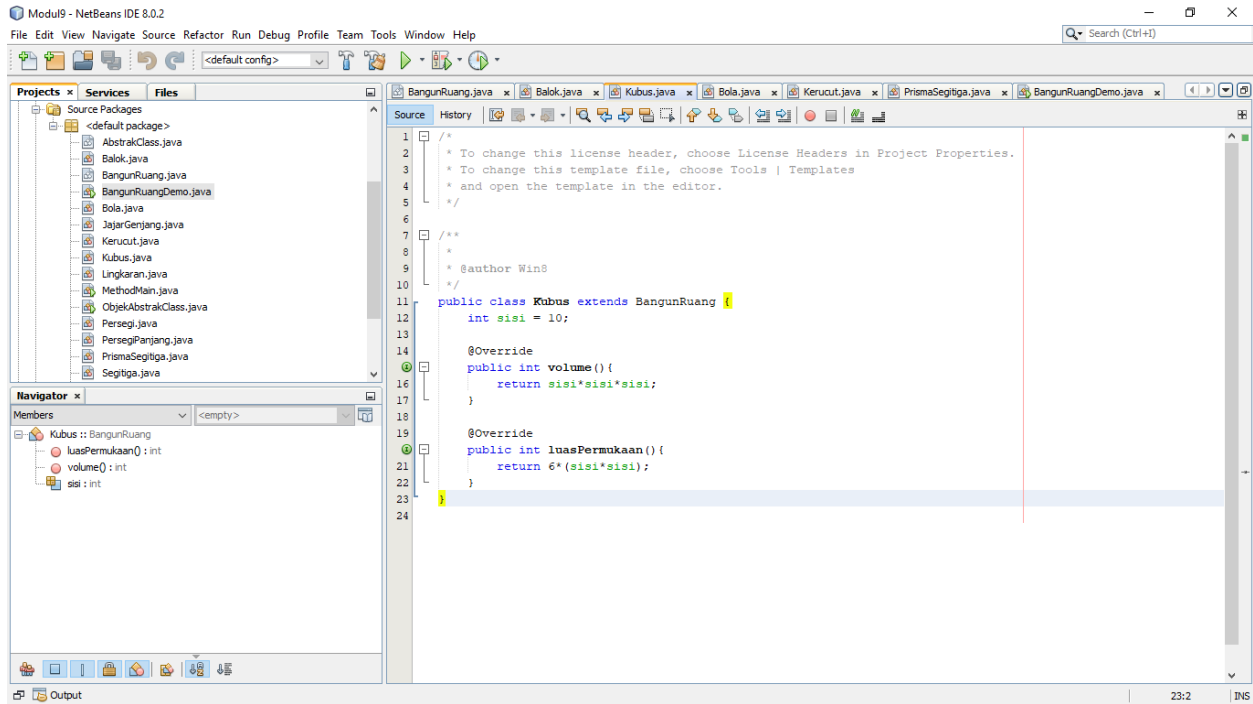 Modul9 - NetBeans IDE 8.0.2
File Edit View Navigate Source Refactor Run Debug Profile Team Tools Window Help
Search (Ctrl+I)
<default config>
Projects Services Files
Source Packages
<default package>
AbstrakClass.java
Balok.java
BangunRuang.java
BangunRuangDemo.java
Bola.java
JajarGenjang.java
Kerucut.java
Kubus.java
Lingkaran.java
MethodMain.java
ObjekAbstrakClass.java
Persegi.java
PersegiPanjang.java
PrismaSegitiga.java
Segitiga.java
Navigator
Members <empty>
Kubus :: BangunRuang
luasPermukaan() : int
volume() : int
sisi : int
BangunRuang.java Balok.java Kubus.java Bola.java Kerucut.java PrismaSegitiga.java BangunRuangDemo.java
Source History
1 /*
2 * To change this license header, choose License Headers in Project Properties.
3 * To change this template file, choose Tools | Templates
4 * and open the template in the editor.
5 */
6
7 /**
8 *
9 * @author Win8
10 */
11 public class Kubus extends BangunRuang {
12 int sisi = 10;
13
14 @Override
public int volume(){
16 return sisi*sisi*sisi;
17 }
18
19 @Override
public int luasPermukaan(){
21 return 6*(sisi*sisi);
22 }
23 }
24
Output
23:2 INS